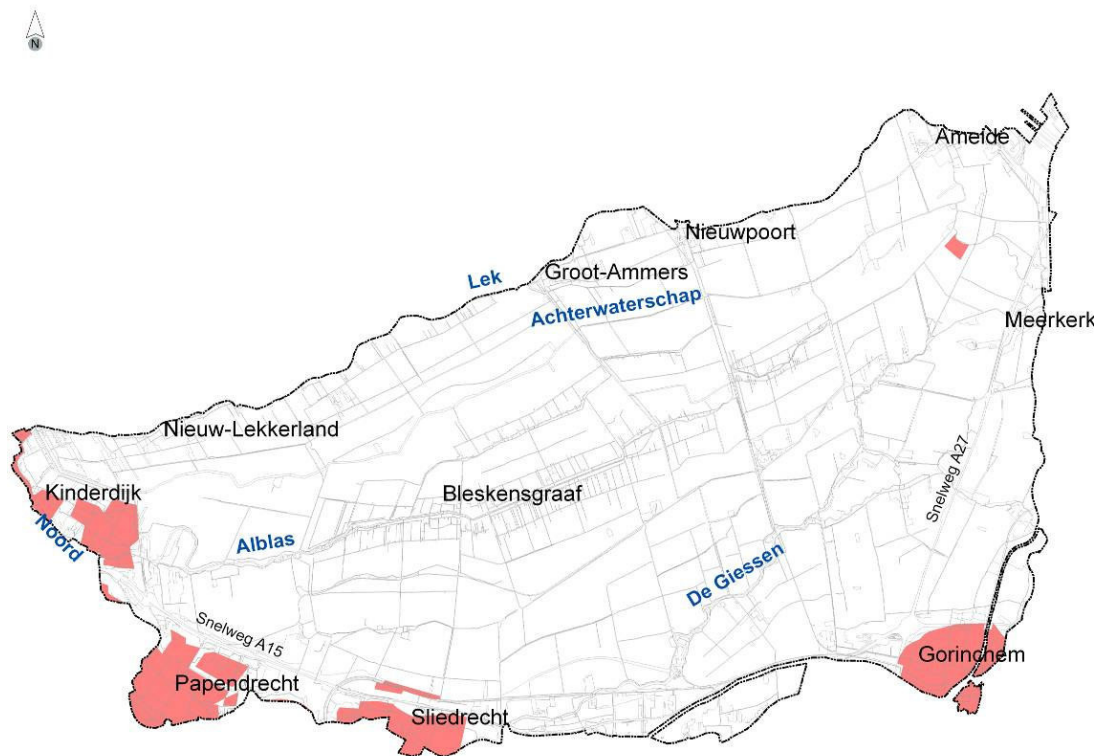 N
Ameide
Nieuwpoort
Groot-Ammers
Lek
Achterwaterschap
Meerkerk
Nieuw-Lekkerland
Snelweg A27
Kinderdijk
Bleskensgraaf
Noord
Alblas
De Giessen
Snelweg A15
Gorinchem
Papendrecht
Sliedrecht